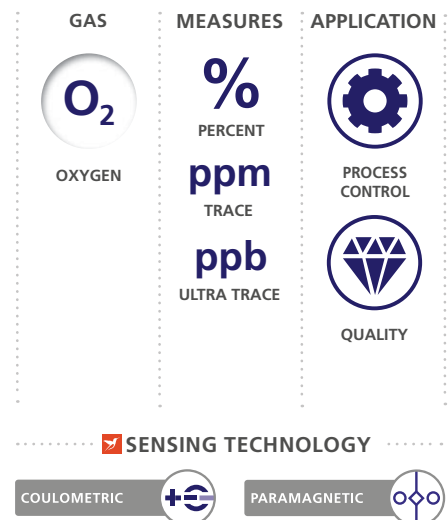 GAS
O2
OXYGEN
MEASURES
%
PERCENT
ppm
TRACE
ppb
ULTRA TRACE
APPLICATION
PROCESS
CONTROL
QUALITY
SENSING TECHNOLOGY
COULOMETRIC
PARAMAGNETIC